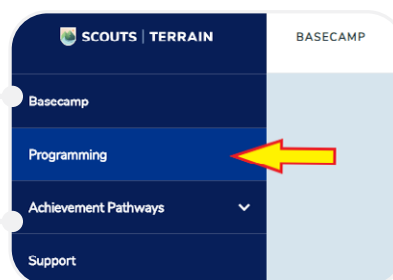 SCOUTS | TERRAIN
BASECAMP
Basecamp
Programming
Achievement Pathways
Support